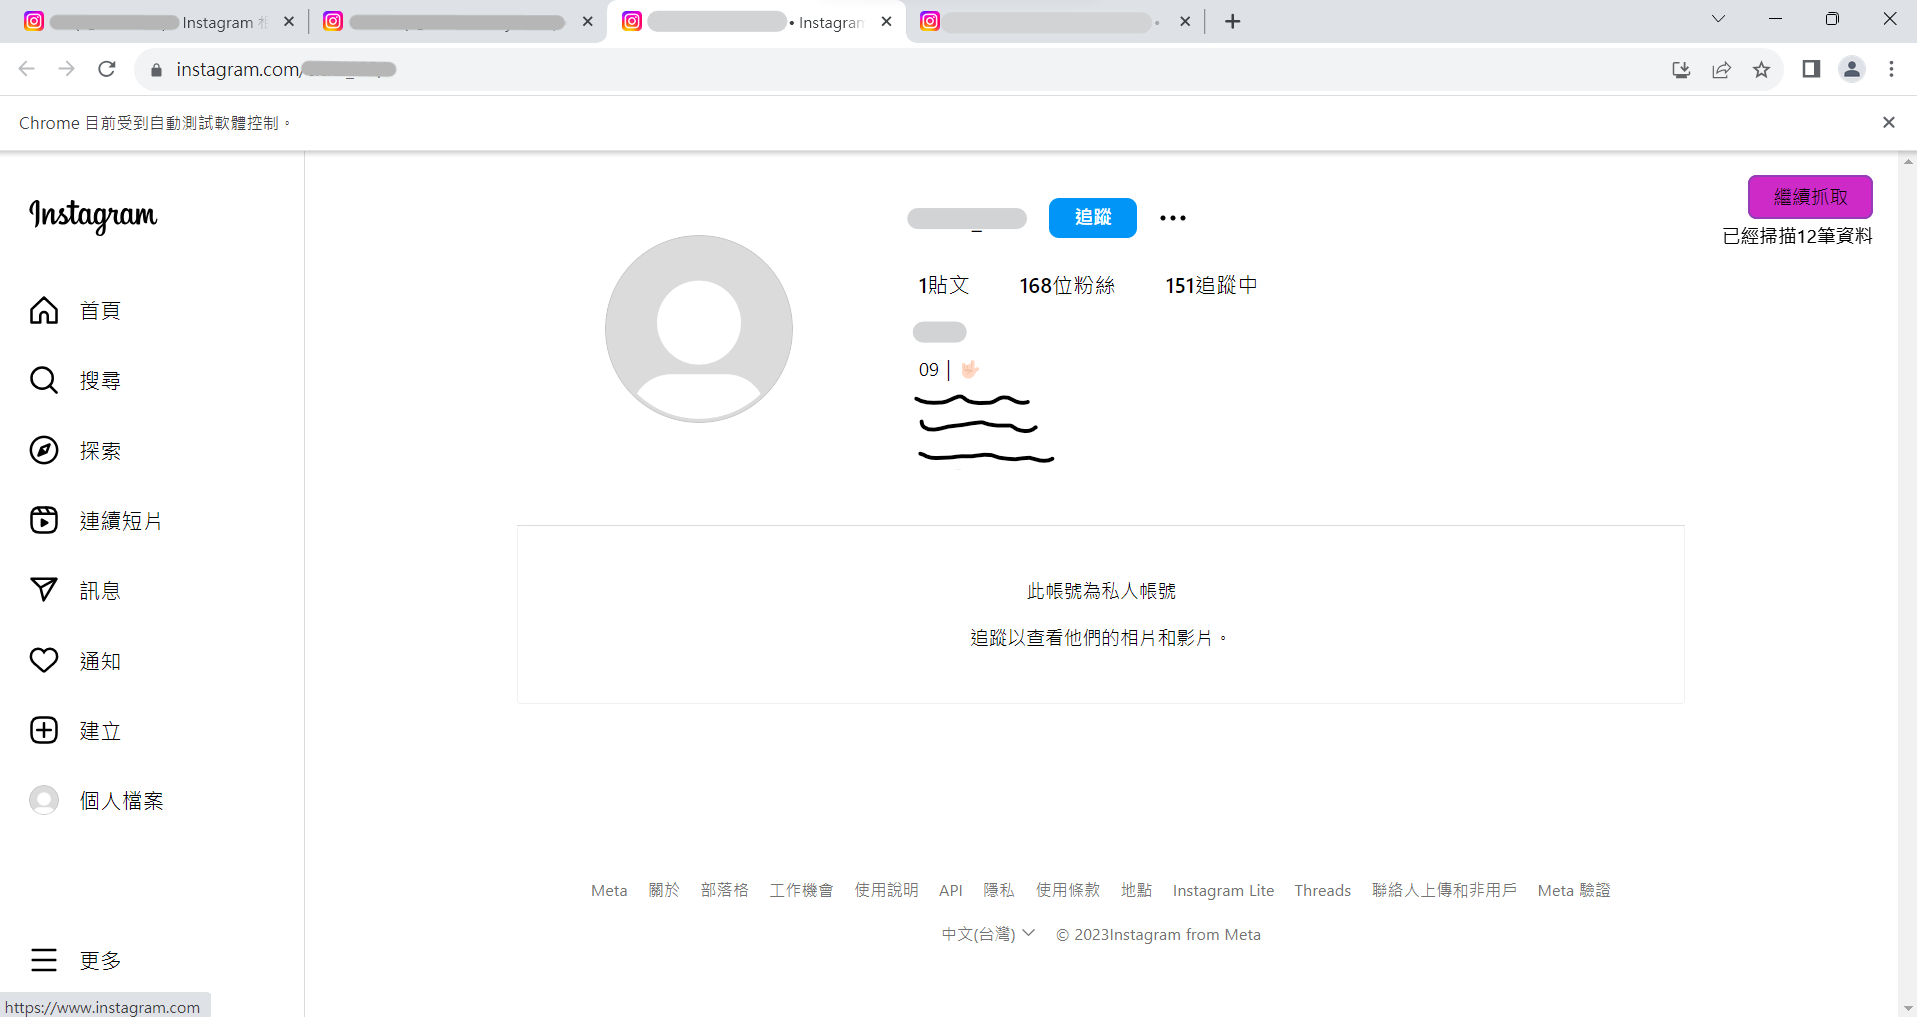 Instagram 相
• Instagram
•
instagram.com/
Chrome 目前受到自動測試軟體控制。
Instagram
首頁
搜尋
探索
連續短片
訊息
通知
建立
個人檔案
更多
https://www.instagram.com
追蹤
1貼文 168位粉絲 151追蹤中
09 | 🤟🏻
繼續抓取
已經掃描12筆資料
此帳號為私人帳號
追蹤以查看他們的相片和影片。
Meta 關於 部落格 工作機會 使用說明 API 隱私 使用條款 地點 Instagram Lite Threads 聯絡人上傳和非用戶 Meta 驗證
中文(台灣) © 2023Instagram from Meta